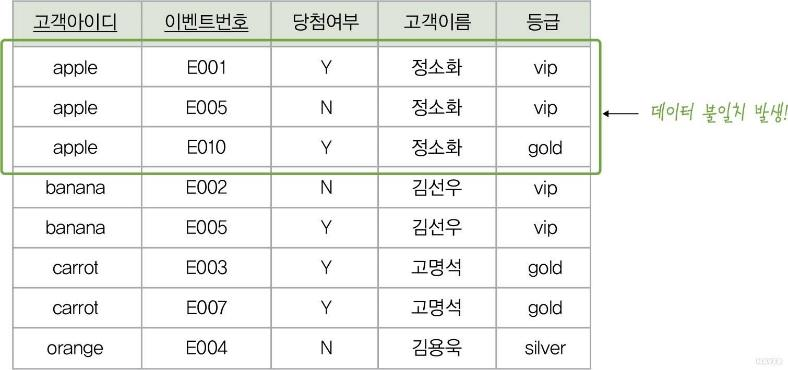 고객아이디 이벤트번호 당첨여부 고객이름 등급
apple E001 Y 정소화 vip
apple E005 N 정소화 vip
apple E010 Y 정소화 gold
데이터 불일치 발생!
banana E002 N 김선우 vip
banana E005 Y 김선우 vip
carrot E003 Y 고명석 gold
carrot E007 Y 고명석 gold
orange E004 N 김용욱 silver
NAVER